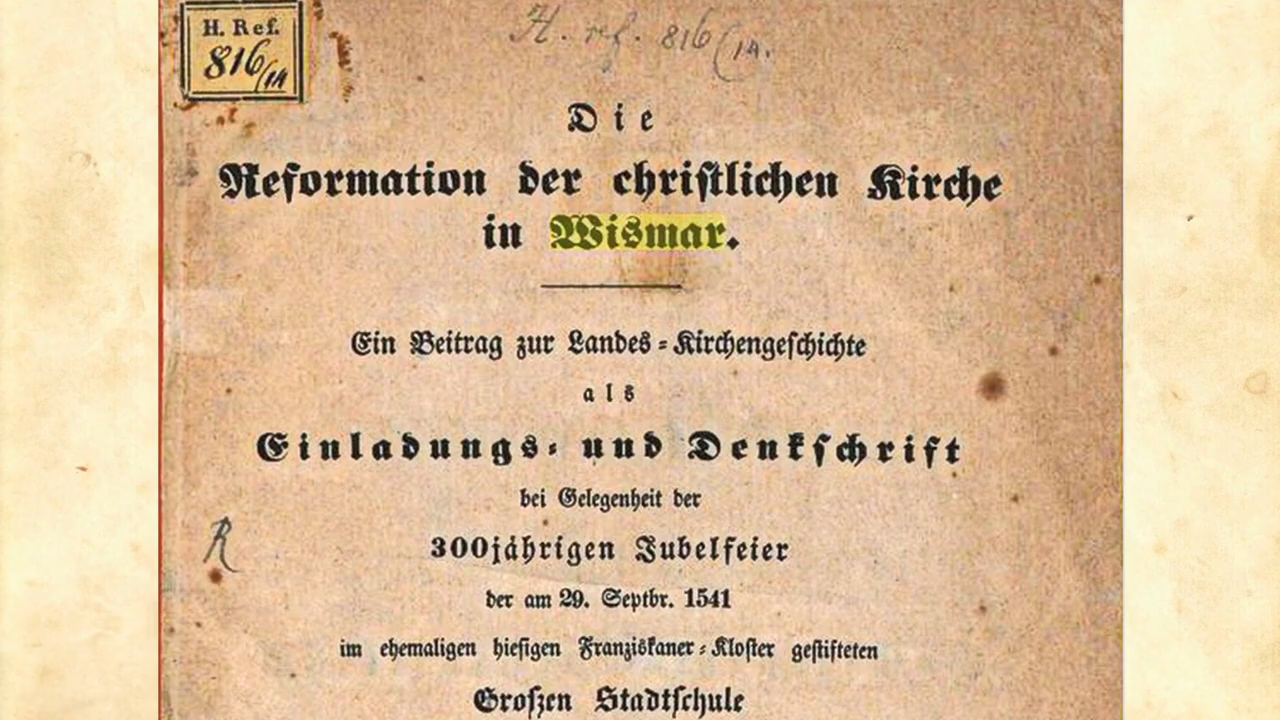 H. Ref.
816/14
H. ref. 816/14.
Die
Reformation der christlichen Kirche
in Wismar.
Ein Beitrag zur Landes-Kirchengeschichte
als
Einladungs- und Denkschrift
bei Gelegenheit der
300jährigen Jubelfeier
der am 29. Septbr. 1541
R
im ehemaligen hiesigen Franziskaner-Kloster gestifteten
Großen Stadtschule